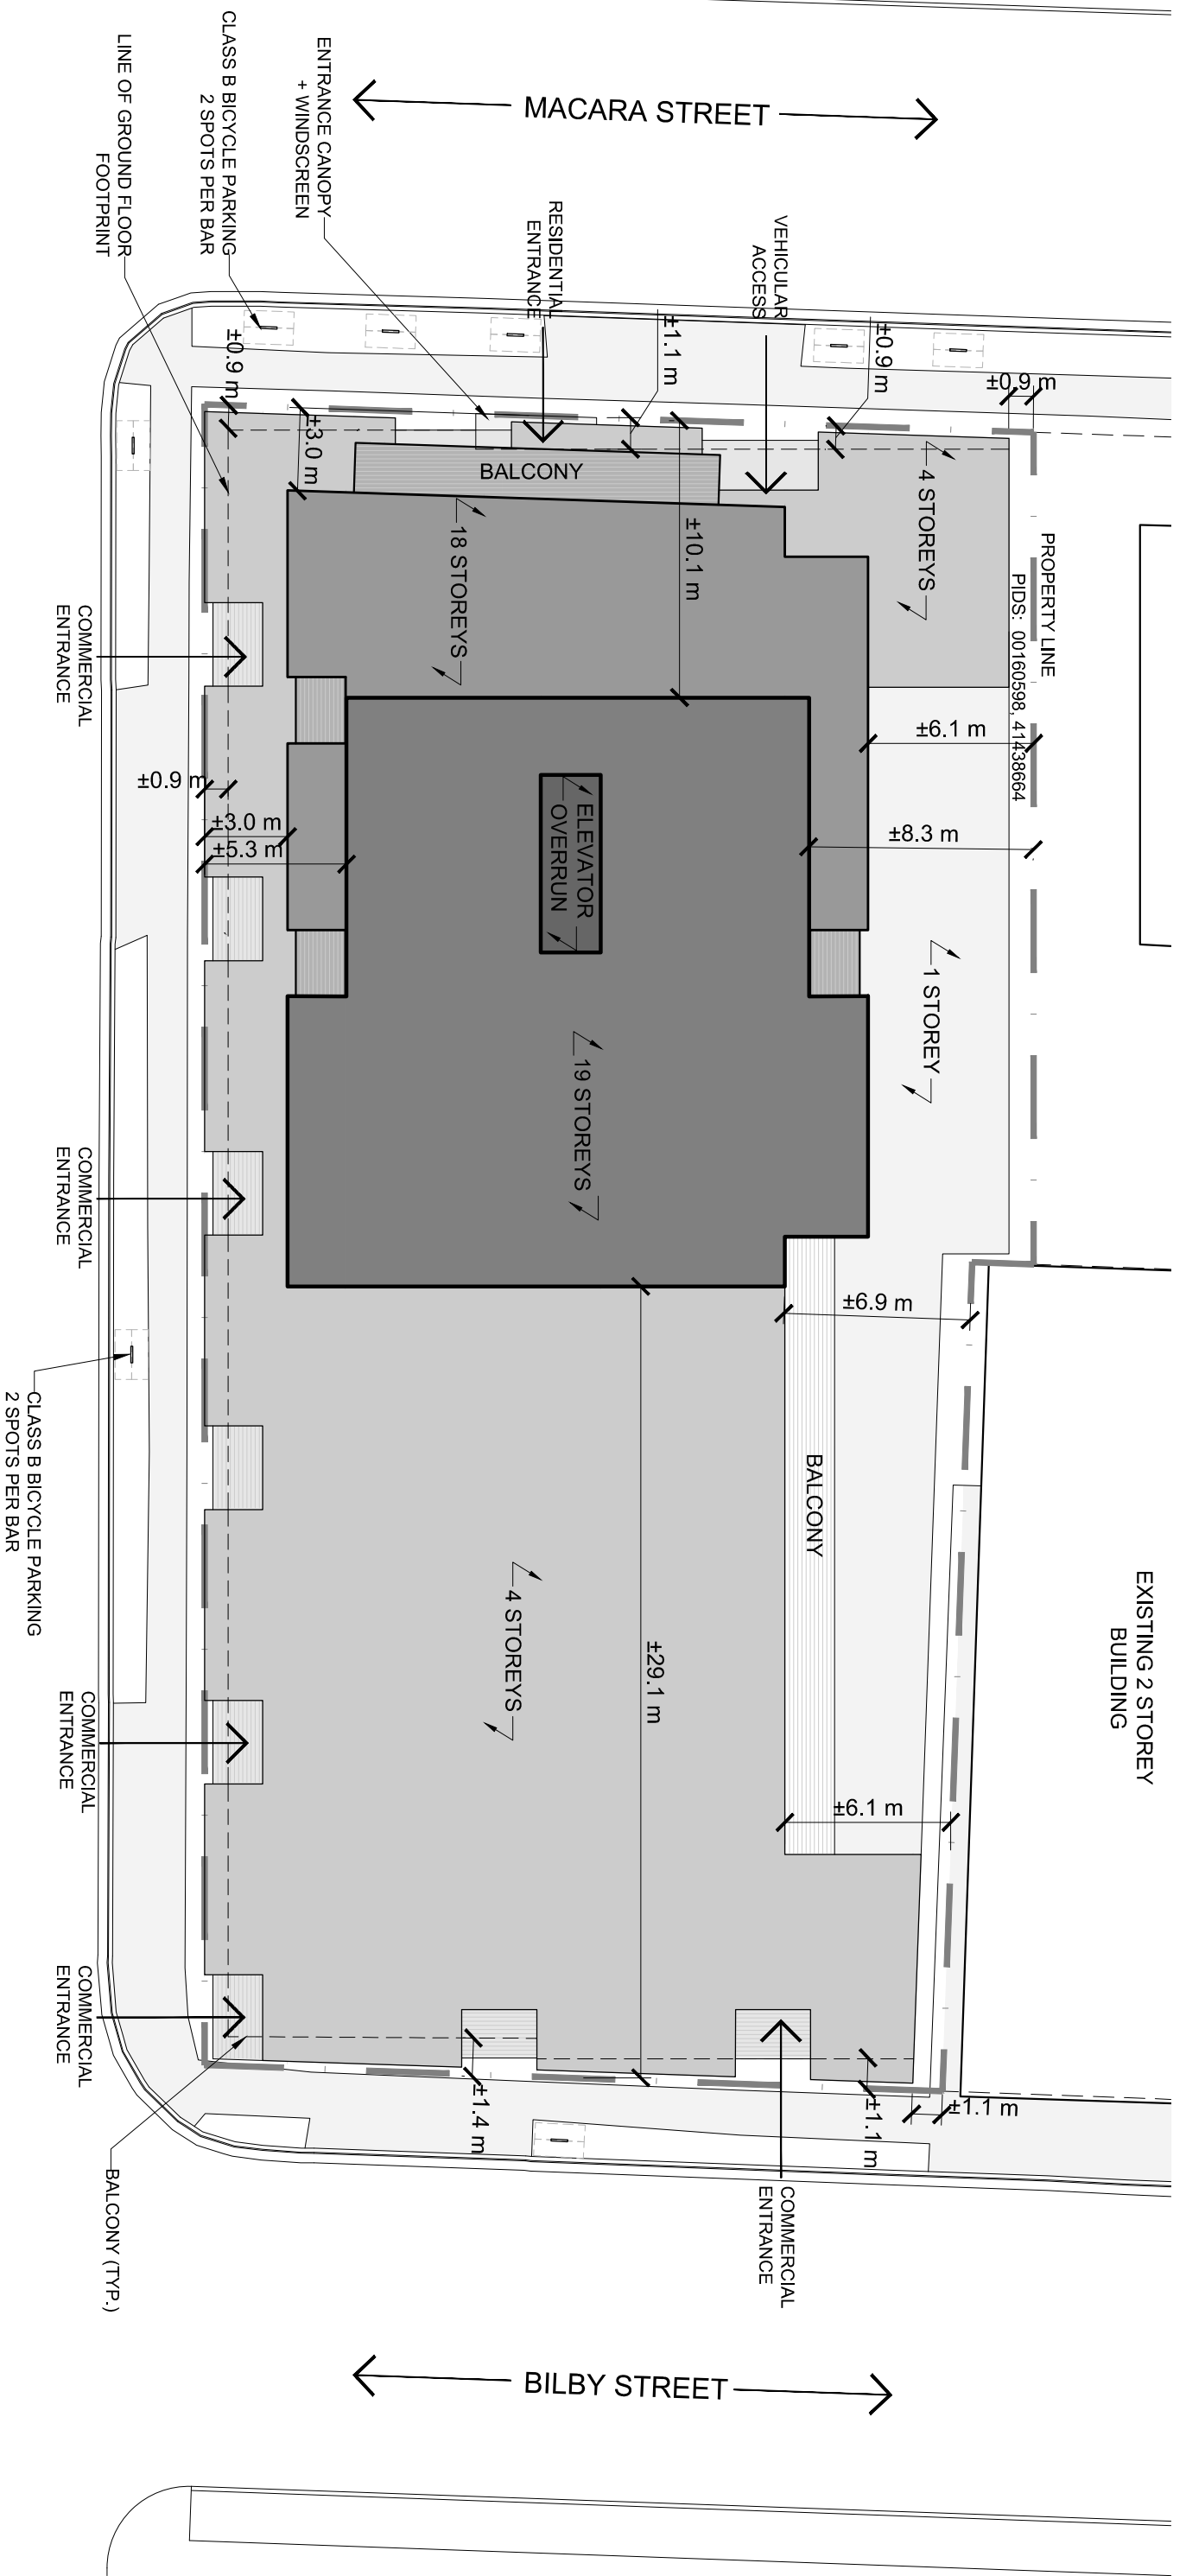 MACARA STREET
CLASS B BICYCLE PARKING
2 SPOTS PER BAR
LINE OF GROUND FLOOR
FOOTPRINT
ENTRANCE CANOPY
+ WINDSCREEN
RESIDENTIAL
ENTRANCE
VEHICULAR
ACCESS
±0.9 m
±3.0 m
±1.1 m
±0.9 m
±0.9 m
BALCONY
18 STOREYS
±10.1 m
4 STOREYS
PROPERTY LINE
PIDS: 00160598, 41438664
COMMERCIAL
ENTRANCE
±0.9 m
±3.0 m
±5.3 m
±6.1 m
±8.3 m
ELEVATOR
OVERRUN
1 STOREY
19 STOREYS
COMMERCIAL
ENTRANCE
±6.9 m
CLASS B BICYCLE PARKING
2 SPOTS PER BAR
BALCONY
EXISTING 2 STOREY
BUILDING
4 STOREYS
±29.1 m
COMMERCIAL
ENTRANCE
±6.1 m
COMMERCIAL
ENTRANCE
±1.4 m
±1.1 m
±1.1 m
BALCONY (TYP.)
COMMERCIAL
ENTRANCE
BILBY STREET